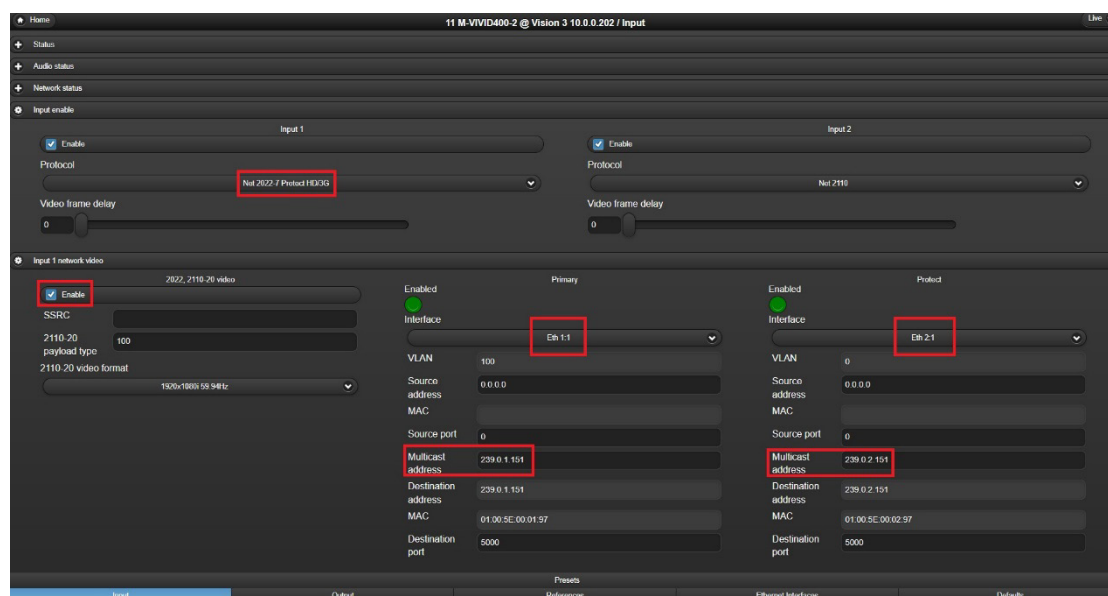 Home
11 M-VIVID400-2 @ Vision 3 10.0.0.202 / Input
Live
Status
Audio status
Network status
Input enable
Input 1
Input 2
Enable
Enable
Protocol
Protocol
Net 2022-7 Protect HD/3G
Net 2110
Video frame delay
Video frame delay
0
0
Input 1 network video
2022, 2110-20 video
Primary
Protect
Enable
Enabled
Enabled
SSRC
Interface
Interface
2110-20 payload type
100
Eth 1:1
Eth 2:1
2110-20 video format
1920x1080i 59.94Hz
VLAN
100
VLAN
0
Source address
0.0.0.0
Source address
0.0.0.0
MAC
MAC
Source port
0
Source port
0
Multicast address
239.0.1.151
Multicast address
239.0.2.151
Destination address
239.0.1.151
Destination address
239.0.2.151
MAC
01:00:5E:00:01:97
MAC
01:00:5E:00:02:97
Destination port
5000
Destination port
5000
Presets
Input
Output
References
Ethernet Interfaces
Defaults